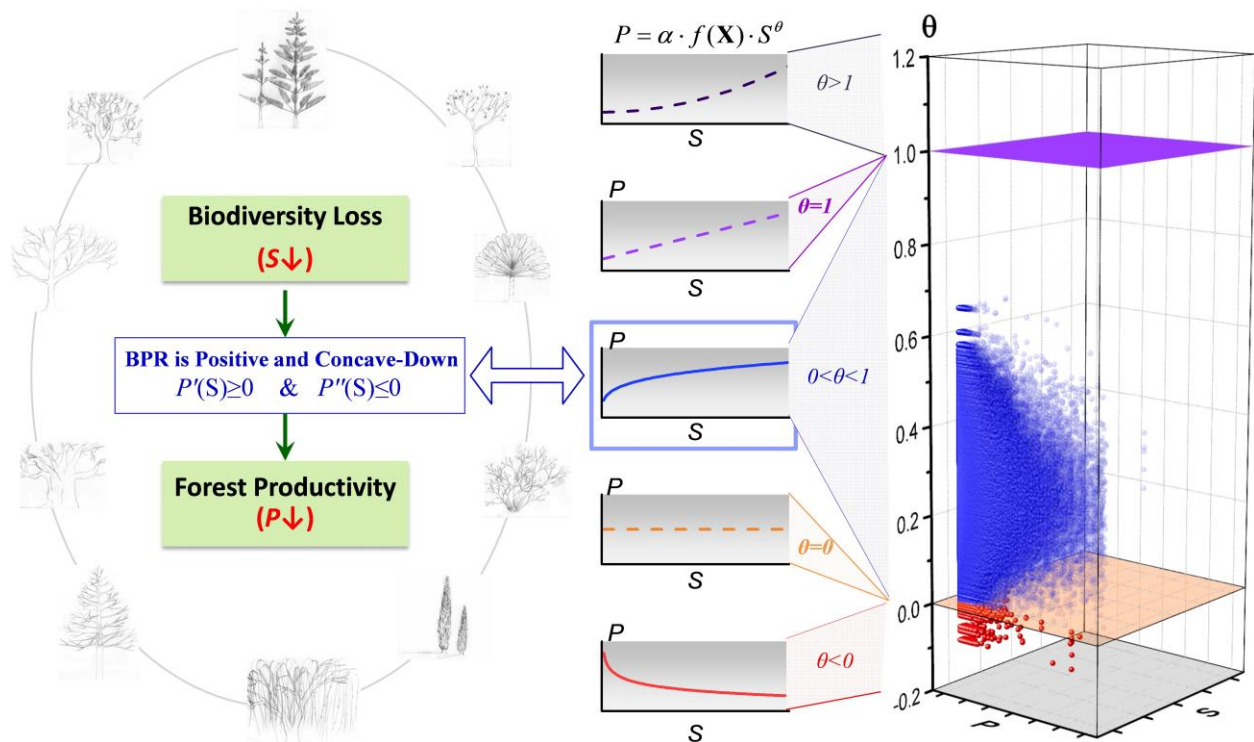 P = α · f(X) · S^θ
S
θ>1
P
S
θ=1
P
S
0<θ<1
P
S
θ=0
P
S
θ<0
Biodiversity Loss
(S↓)
BPR is Positive and Concave-Down
P'(S)≥0 & P''(S)≤0
Forest Productivity
(P↓)
θ
1.2
1.0
0.8
0.6
0.4
0.2
0.0
-0.2
P
S